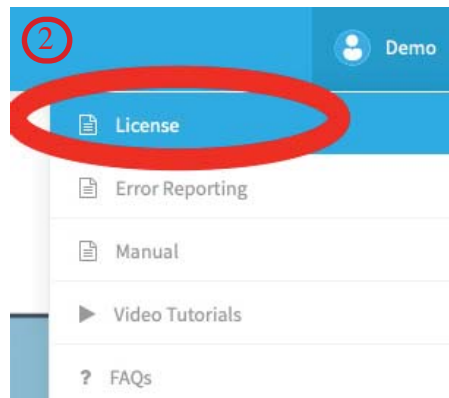 2
Demo
License
Error Reporting
Manual
Video Tutorials
? FAQs